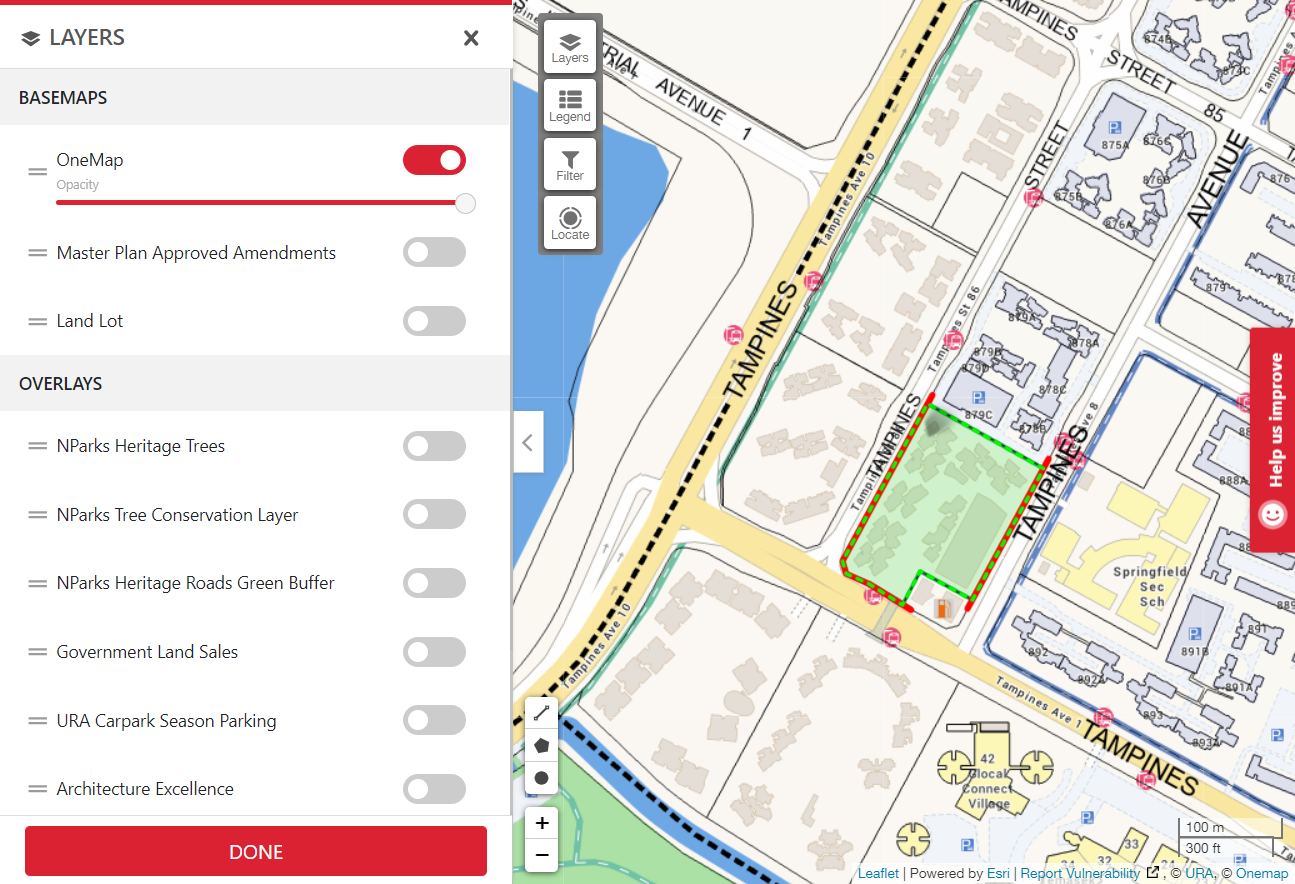 LAYERS
BASEMAPS
OneMap
Opacity
Master Plan Approved Amendments
Land Lot
OVERLAYS
NParks Heritage Trees
NParks Tree Conservation Layer
NParks Heritage Roads Green Buffer
Government Land Sales
URA Carpark Season Parking
Architecture Excellence
DONE
Layers
Legend
Filter
Locate
TRIAL AVENUE 1
TAMPINES
STREET 85
874B
874C
875A
876C
876B
875B
876A
876
STREET
AVENUE
Tampines Ave 10
TAMPINES
Tampines St 86
TAMPINES
879A
878A
879B
879D
878C
879C
878B
879
TAMPINES
888A
Springfield
Sec
Sch
889
891
891B
891A
892
892A
893
893A
Tampines Ave 10
Tampines Ave 1
TAMPINES
42
Glocal
Connect
Village
33
32
Help us improve
+
−
100 m
300 ft
Leaflet | Powered by Esri | Report Vulnerability , © URA, © Onemap